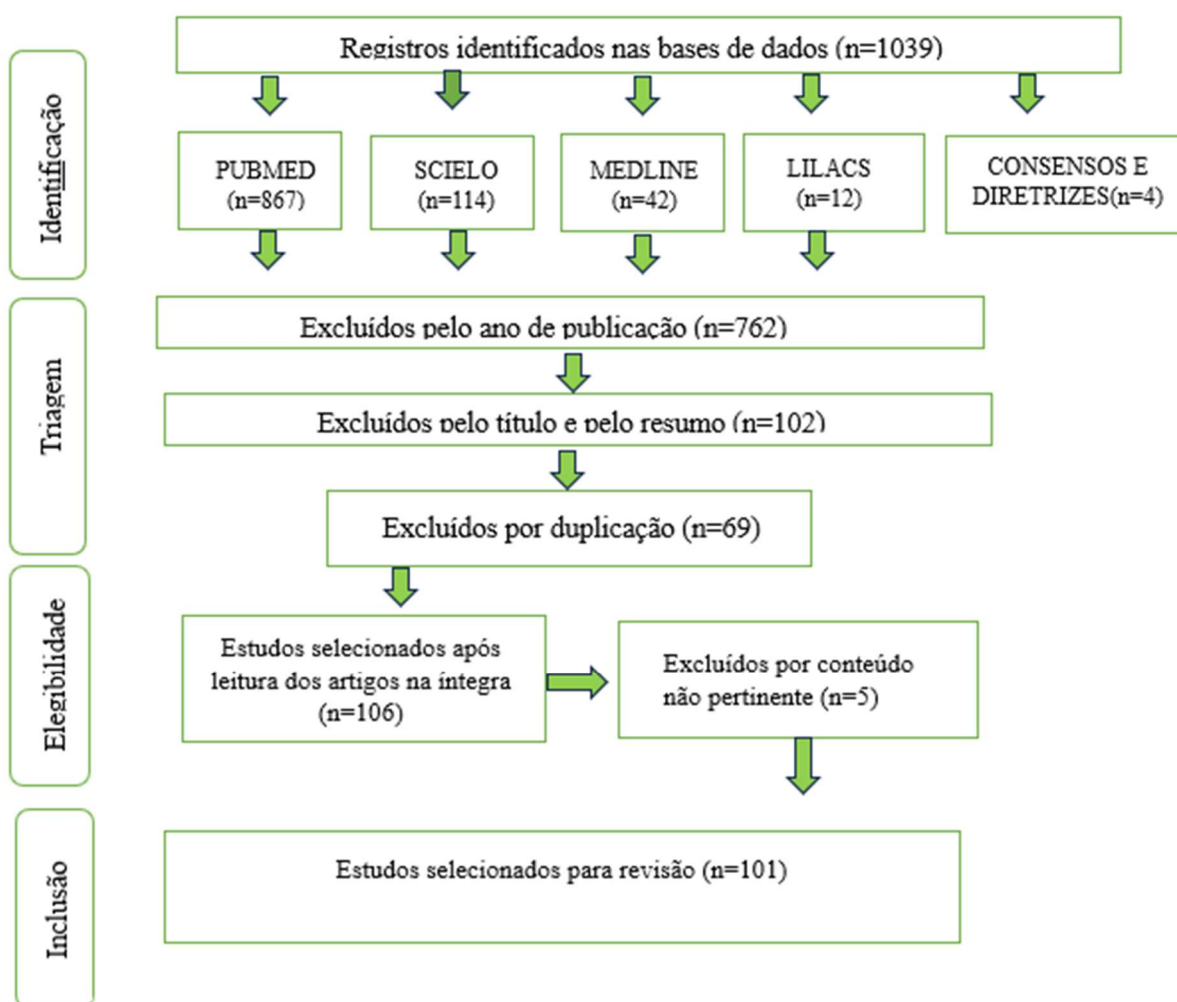 Registros identificados nas bases de dados (n=1039)
Identificação
PUBMED
(n=867)
SCIELO
(n=114)
MEDLINE
(n=42)
LILACS
(n=12)
CONSENSOS E
DIRETRIZES(n=4)
Triagem
Excluídos pelo ano de publicação (n=762)
Excluídos pelo título e pelo resumo (n=102)
Excluídos por duplicação (n=69)
Elegibilidade
Estudos selecionados após
leitura dos artigos na íntegra
(n=106)
Excluídos por conteúdo
não pertinente (n=5)
Inclusão
Estudos selecionados para revisão (n=101)